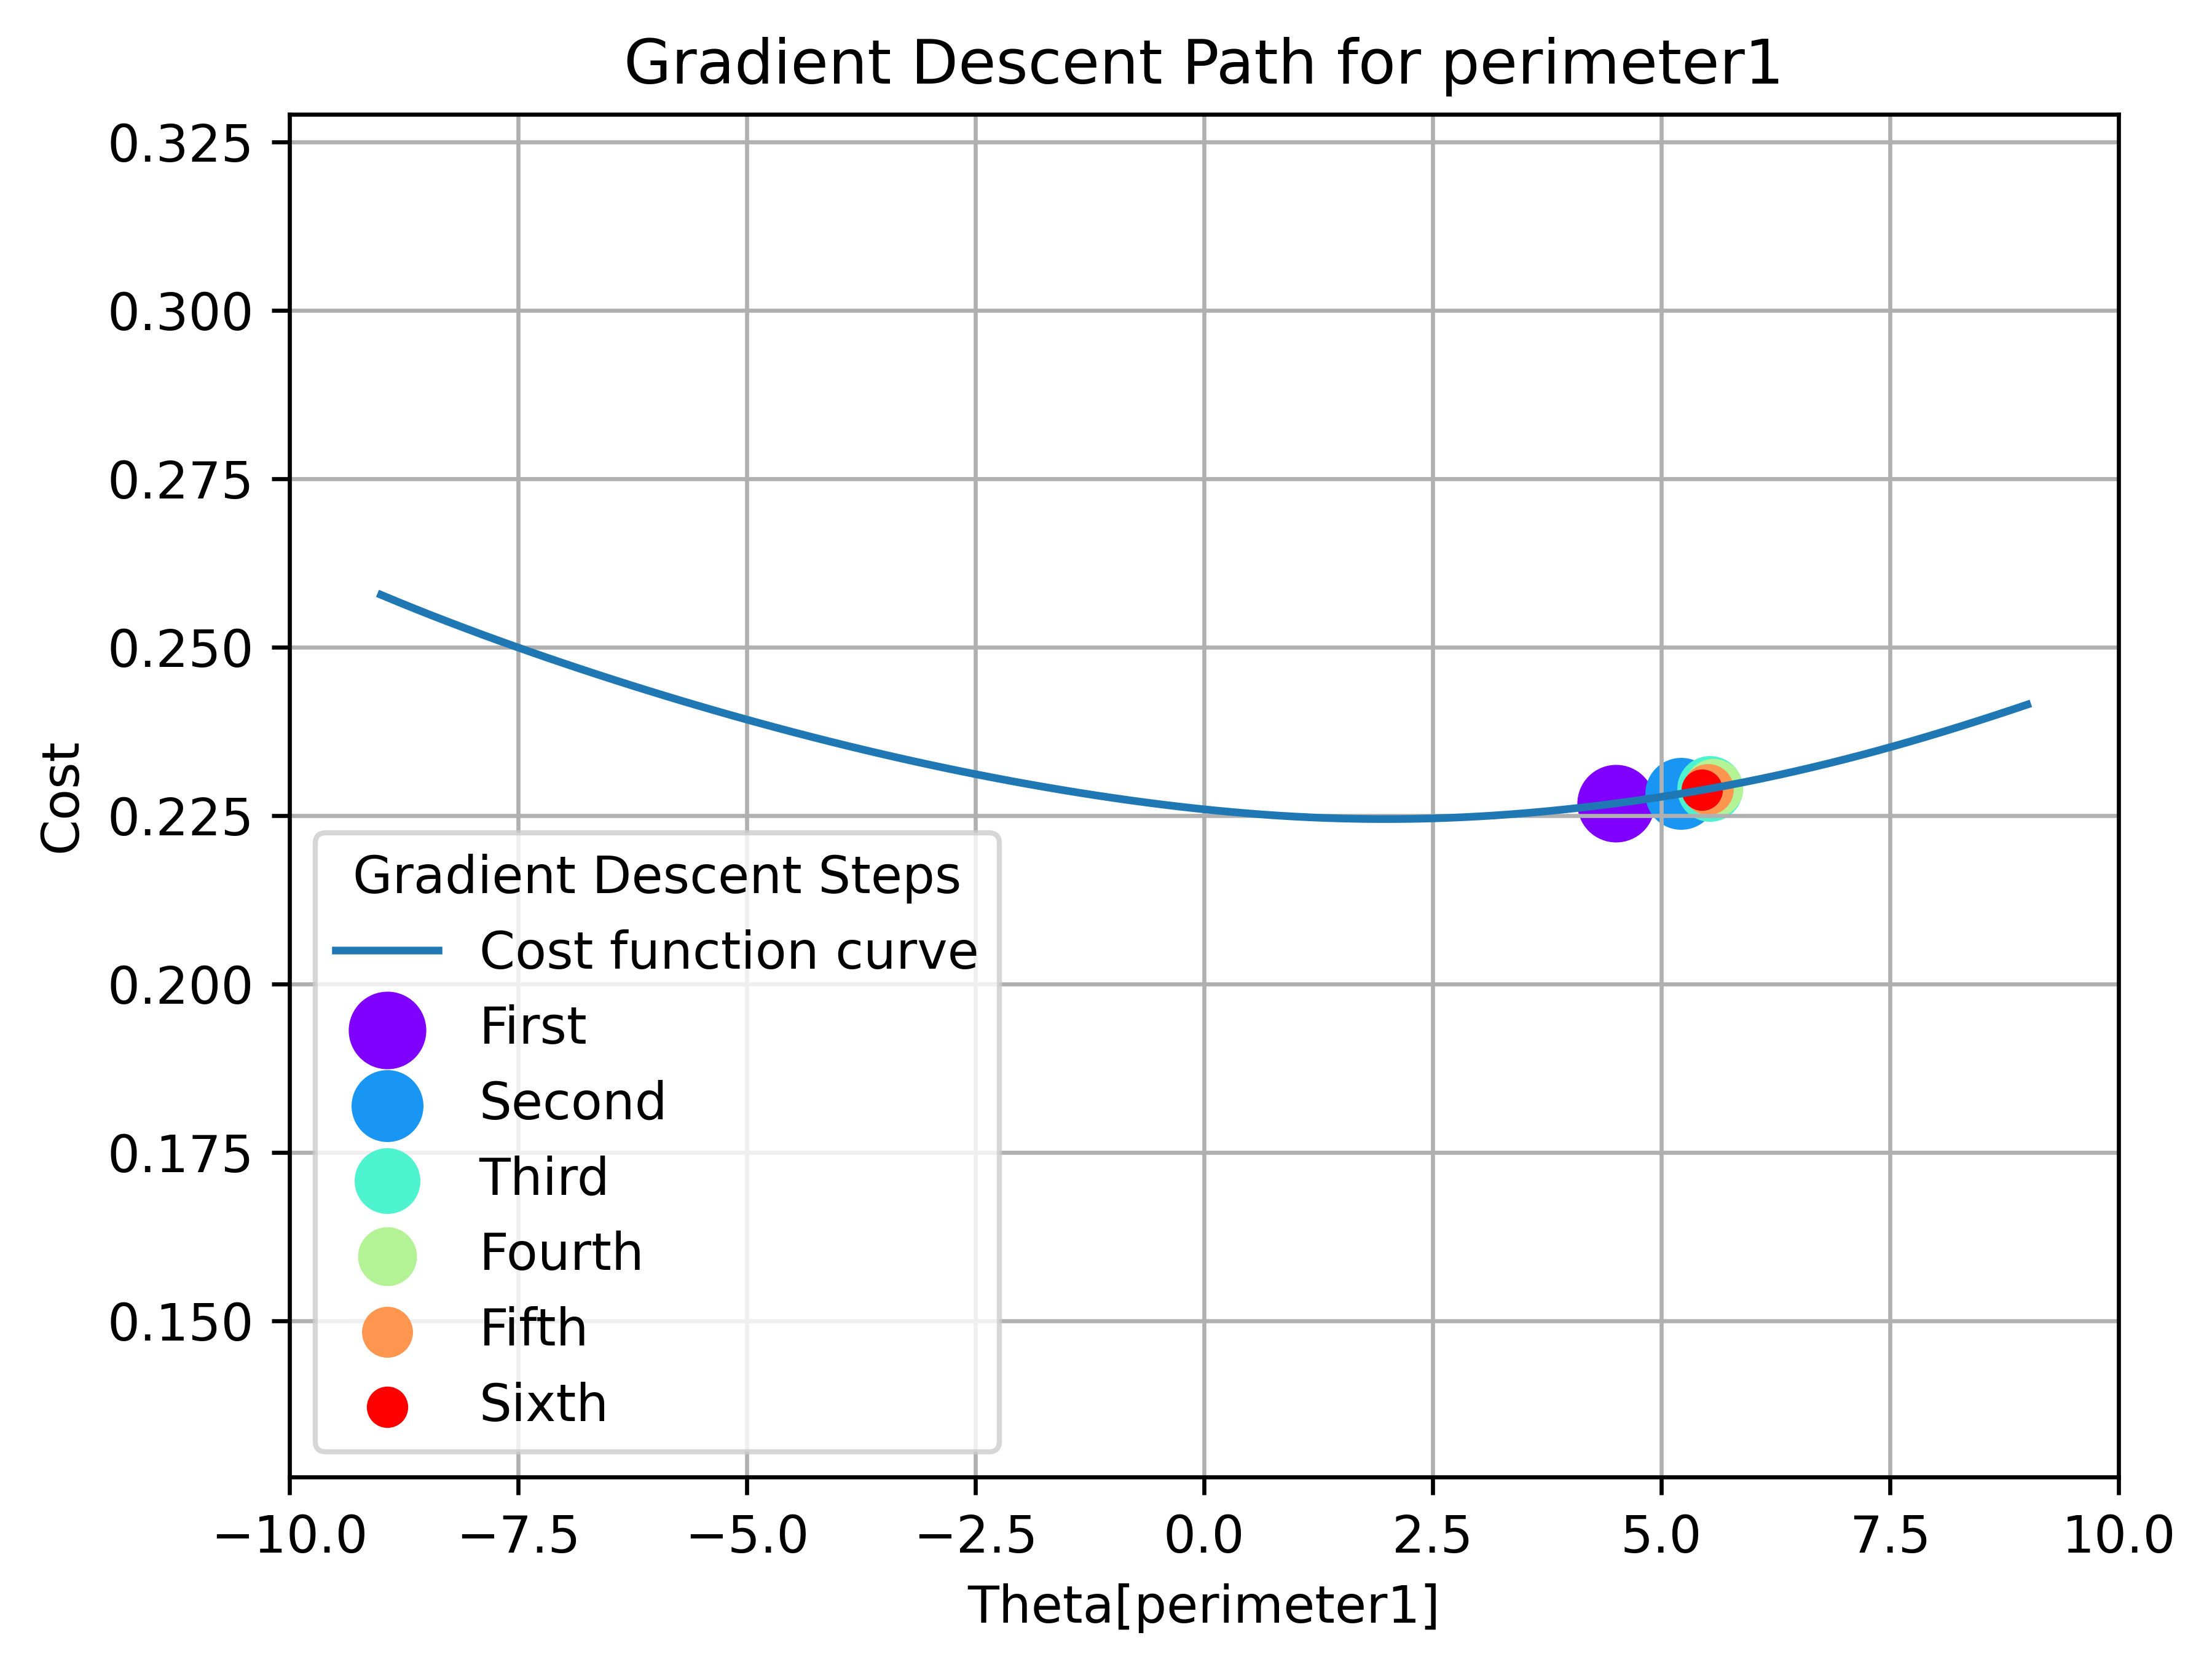 Gradient Descent Path for perimeter1
0.325
0.300
0.275
0.250
0.225
0.200
0.175
0.150
Cost
Gradient Descent Steps
Cost function curve
First
Second
Third
Fourth
Fifth
Sixth
−10.0 −7.5 −5.0 −2.5 0.0 2.5 5.0 7.5 10.0
Theta[perimeter1]